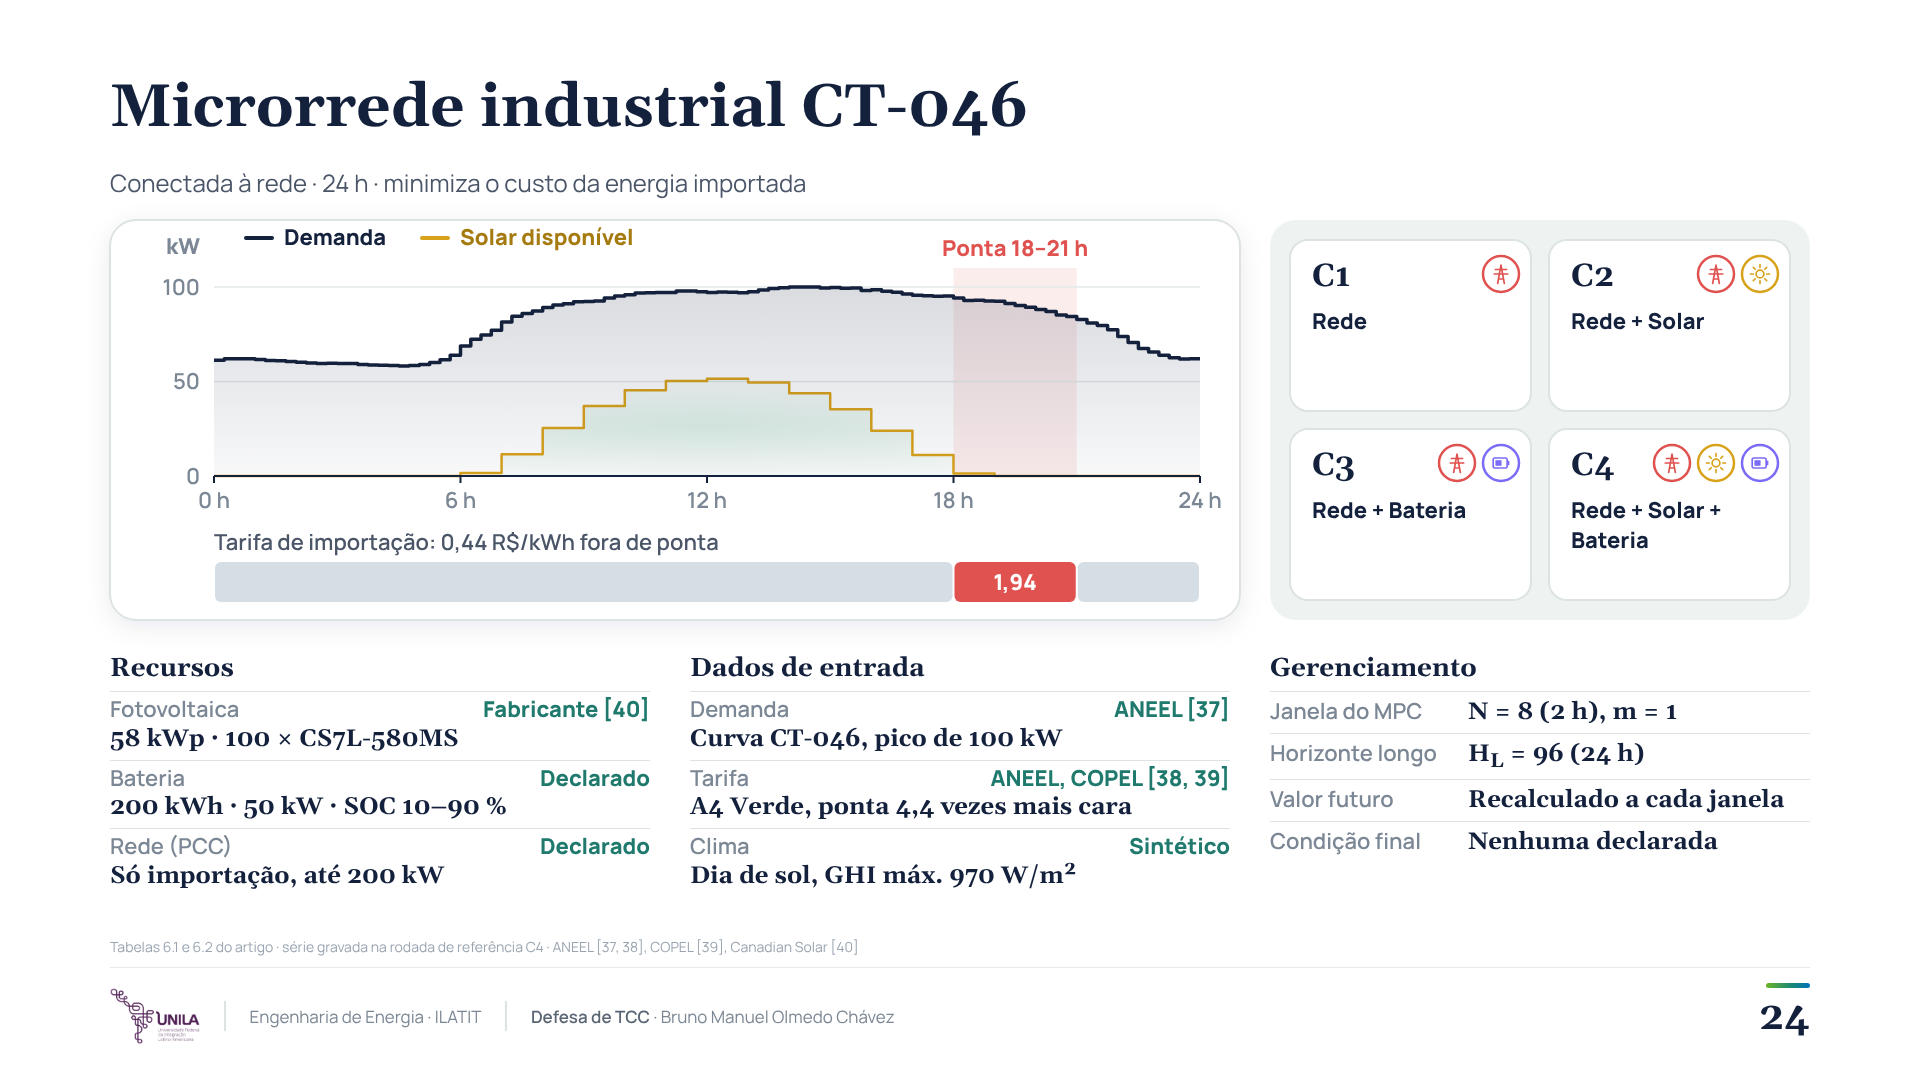 Microrrede industrial CT-046
Conectada à rede · 24 h · minimiza o custo da energia importada
kW
Demanda
Solar disponível
Ponta 18–21 h
100
50
0
0 h
6 h
12 h
18 h
24 h
Tarifa de importação: 0,44 R$/kWh fora de ponta
1,94
C1
Rede
C2
Rede + Solar
C3
Rede + Bateria
C4
Rede + Solar +
Bateria
Recursos
Fotovoltaica
Fabricante [40]
58 kWp · 100 × CS7L-580MS
Bateria
Declarado
200 kWh · 50 kW · SOC 10–90 %
Rede (PCC)
Declarado
Só importação, até 200 kW
Dados de entrada
Demanda
ANEEL [37]
Curva CT-046, pico de 100 kW
Tarifa
ANEEL, COPEL [38, 39]
A4 Verde, ponta 4,4 vezes mais cara
Clima
Sintético
Dia de sol, GHI máx. 970 W/m²
Gerenciamento
Janela do MPC
N = 8 (2 h), m = 1
Horizonte longo
H_L = 96 (24 h)
Valor futuro
Recalculado a cada janela
Condição final
Nenhuma declarada
Tabelas 6.1 e 6.2 do artigo · série gravada na rodada de referência C4 · ANEEL [37, 38], COPEL [39], Canadian Solar [40]
UNILA
Engenharia de Energia · ILATIT
Defesa de TCC · Bruno Manuel Olmedo Chávez
24